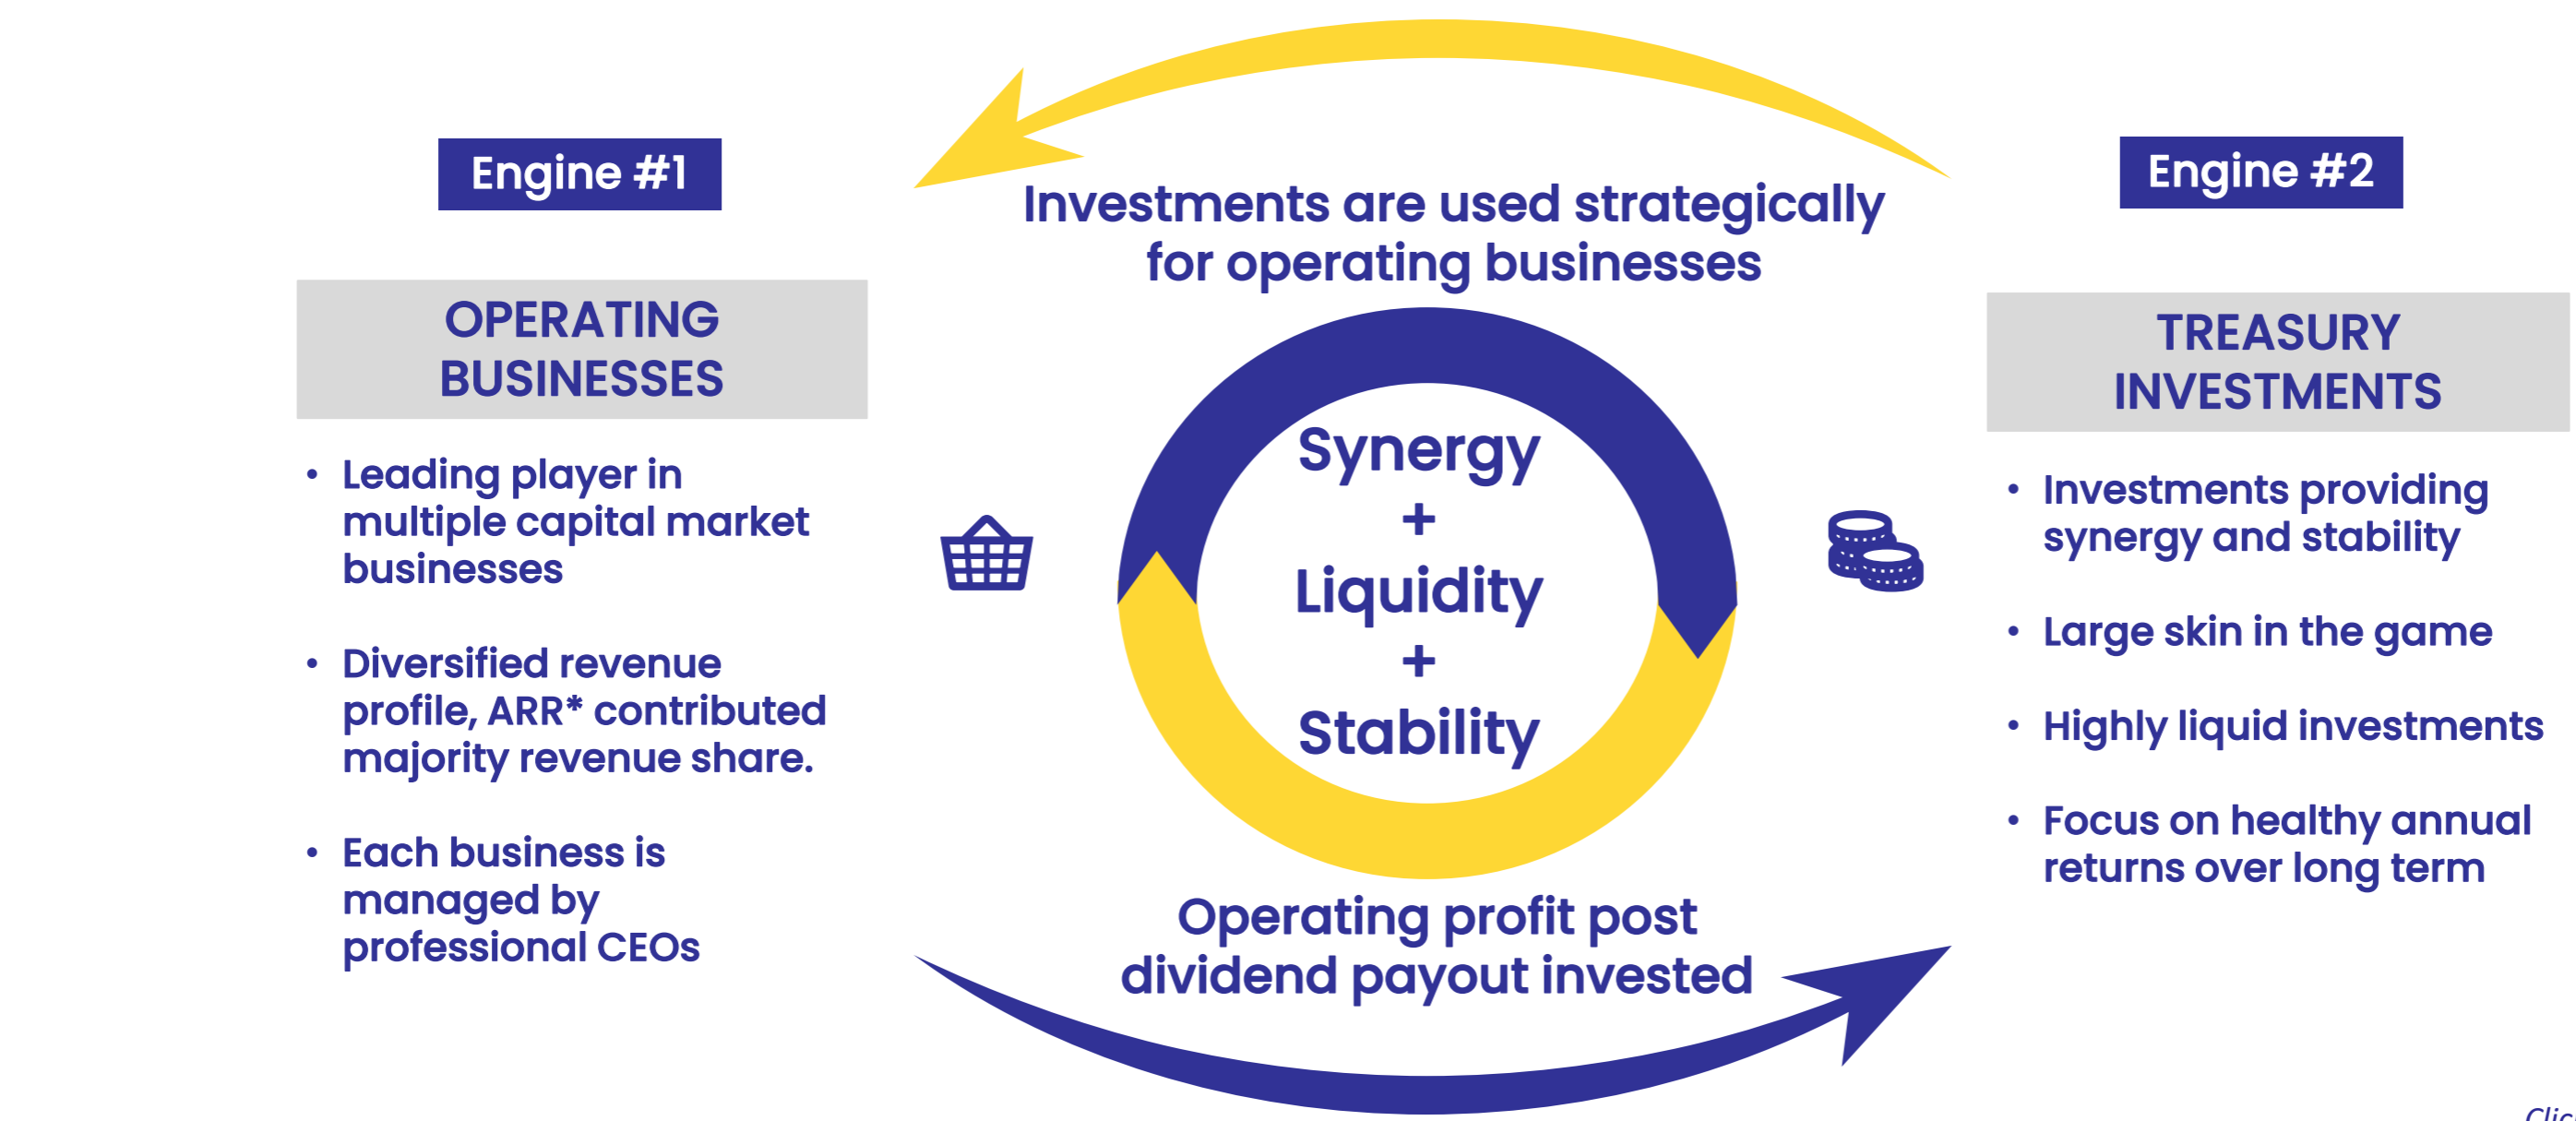 Engine #1
OPERATING
BUSINESSES
• Leading player in
multiple capital market
businesses
• Diversified revenue
profile, ARR* contributed
majority revenue share.
• Each business is
managed by
professional CEOs
Investments are used strategically
for operating businesses
Synergy
+
Liquidity
+
Stability
Operating profit post
dividend payout invested
Engine #2
TREASURY
INVESTMENTS
• Investments providing
synergy and stability
• Large skin in the game
• Highly liquid investments
• Focus on healthy annual
returns over long term